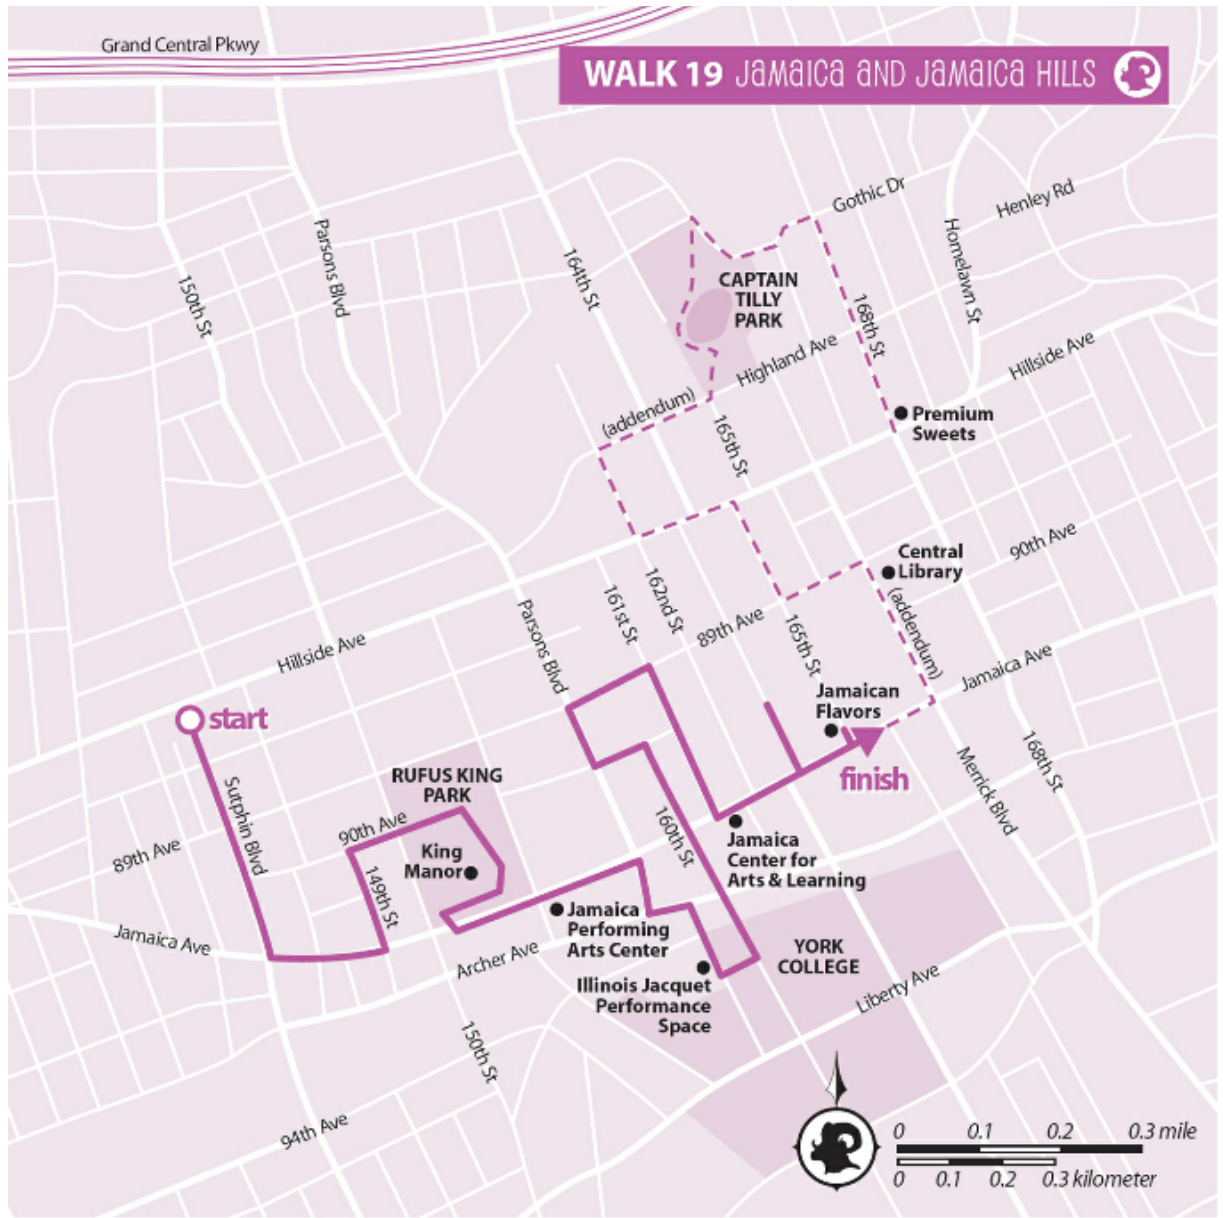 Grand Central Pkwy
WALK 19 JAMAICA AND JAMAICA HILLS
Gothic Dr
Henley Rd
Homelawn St
Parsons Blvd
164th St
150th St
CAPTAIN
TILLY
PARK
168th St
Highland Ave
Hillside Ave
(addendum)
Premium
Sweets
165th St
90th Ave
Central
Library
162nd St
161st St
Parsons Blvd
89th Ave
165th St
(addendum)
Hillside Ave
Jamaica Ave
Jamaican
Flavors
start
finish
Sutphin Blvd
RUFUS KING
PARK
90th Ave
King
Manor
89th Ave
149th St
160th St
Merrick Blvd
168th St
Jamaica
Center for
Arts & Learning
Jamaica Ave
Archer Ave
Jamaica
Performing
Arts Center
YORK
COLLEGE
Illinois Jacquet
Performance
Space
Liberty Ave
150th St
94th Ave
0 0.1 0.2 0.3 mile
0 0.1 0.2 0.3 kilometer